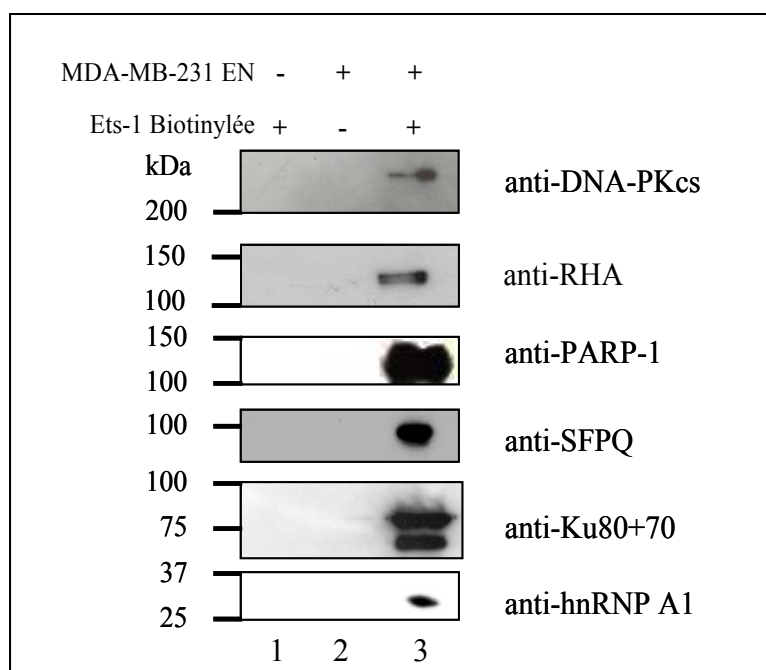 MDA-MB-231 EN - + +
Ets-1 Biotinylée + - +
kDa
anti-DNA-PKcs
200
150
anti-RHA
100
150
anti-PARP-1
100
100
anti-SFPQ
100
75
anti-Ku80+70
37
anti-hnRNP A1
25
1 2 3